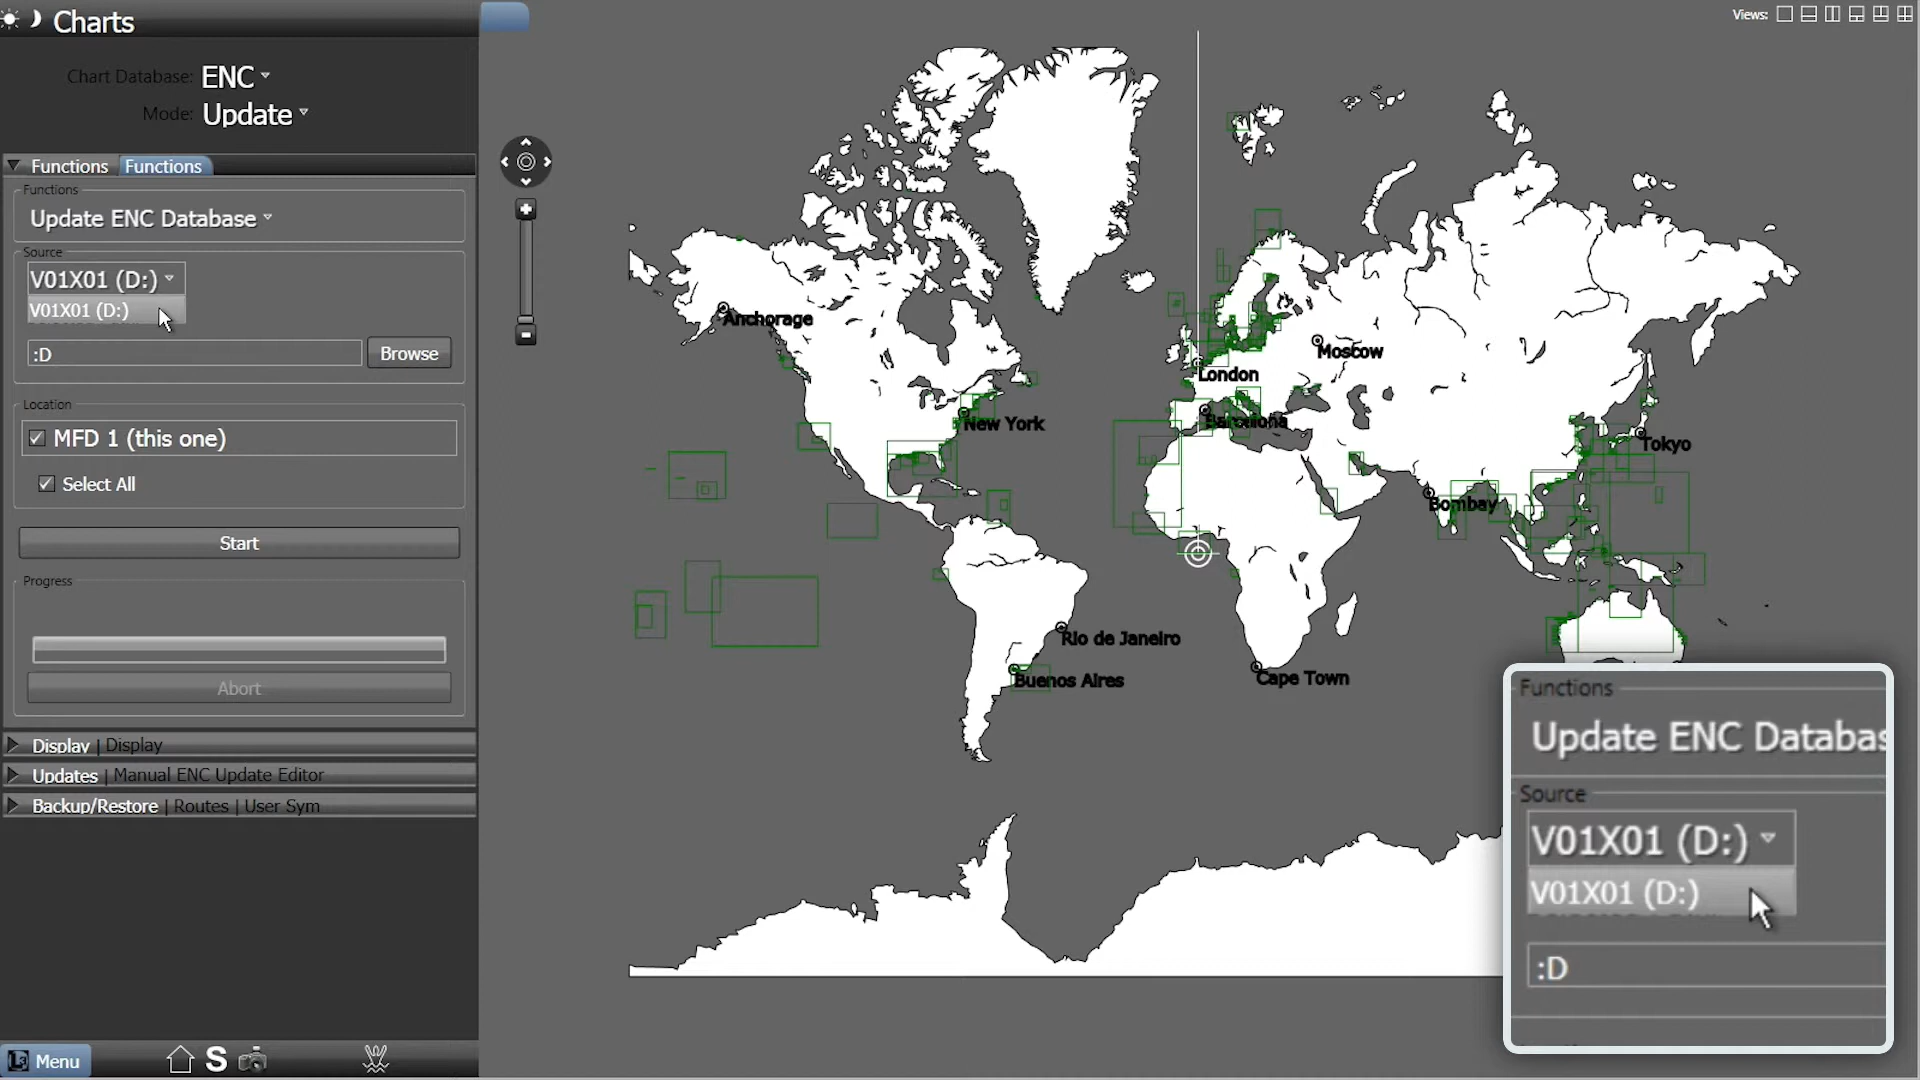 Charts
Views:
Chart Database: ENC
Mode: Update
Functions Functions
Functions
Update ENC Database
Source
V01X01 (D:)
V01X01 (D:)
:D
Browse
Location
MFD 1 (this one)
Select All
Start
Progress
Abort
Display | Display
Updates | Manual ENC Update Editor
Backup/Restore | Routes | User Sym
Menu
S
Anchorage
Moscow
London
New York
Barcelona
Tokyo
Bombay
Rio de Janeiro
Buenos Aires
Cape Town
Functions
Update ENC Databas
Source
V01X01 (D:)
V01X01 (D:)
:D